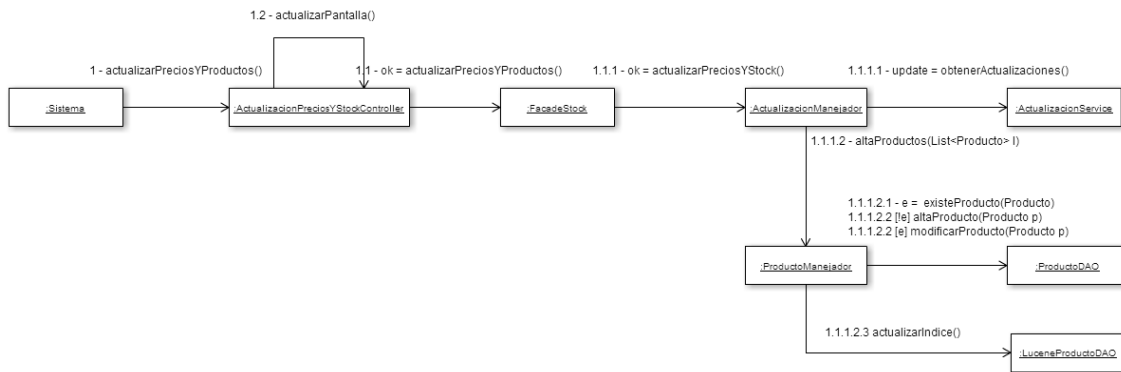 1.2 - actualizarPantalla()
1 - actualizarPreciosYProductos()
1.1 - ok = actualizarPreciosYProductos()
1.1.1 - ok = actualizarPreciosYStock()
1.1.1.1 - update = obtenerActualizaciones()
:Sistema
:ActualizacionPreciosYStockController
:FacadeStock
:ActualizacionManejador
:ActualizacionService
1.1.1.2 - altaProductos(List<Producto> l)
1.1.1.2.1 - e = existeProducto(Producto)
1.1.1.2.2 [!e] altaProducto(Producto p)
1.1.1.2.2 [e] modificarProducto(Producto p)
:ProductoManejador
:ProductoDAO
1.1.1.2.3 actualizarIndice()
:LuceneProductoDAO